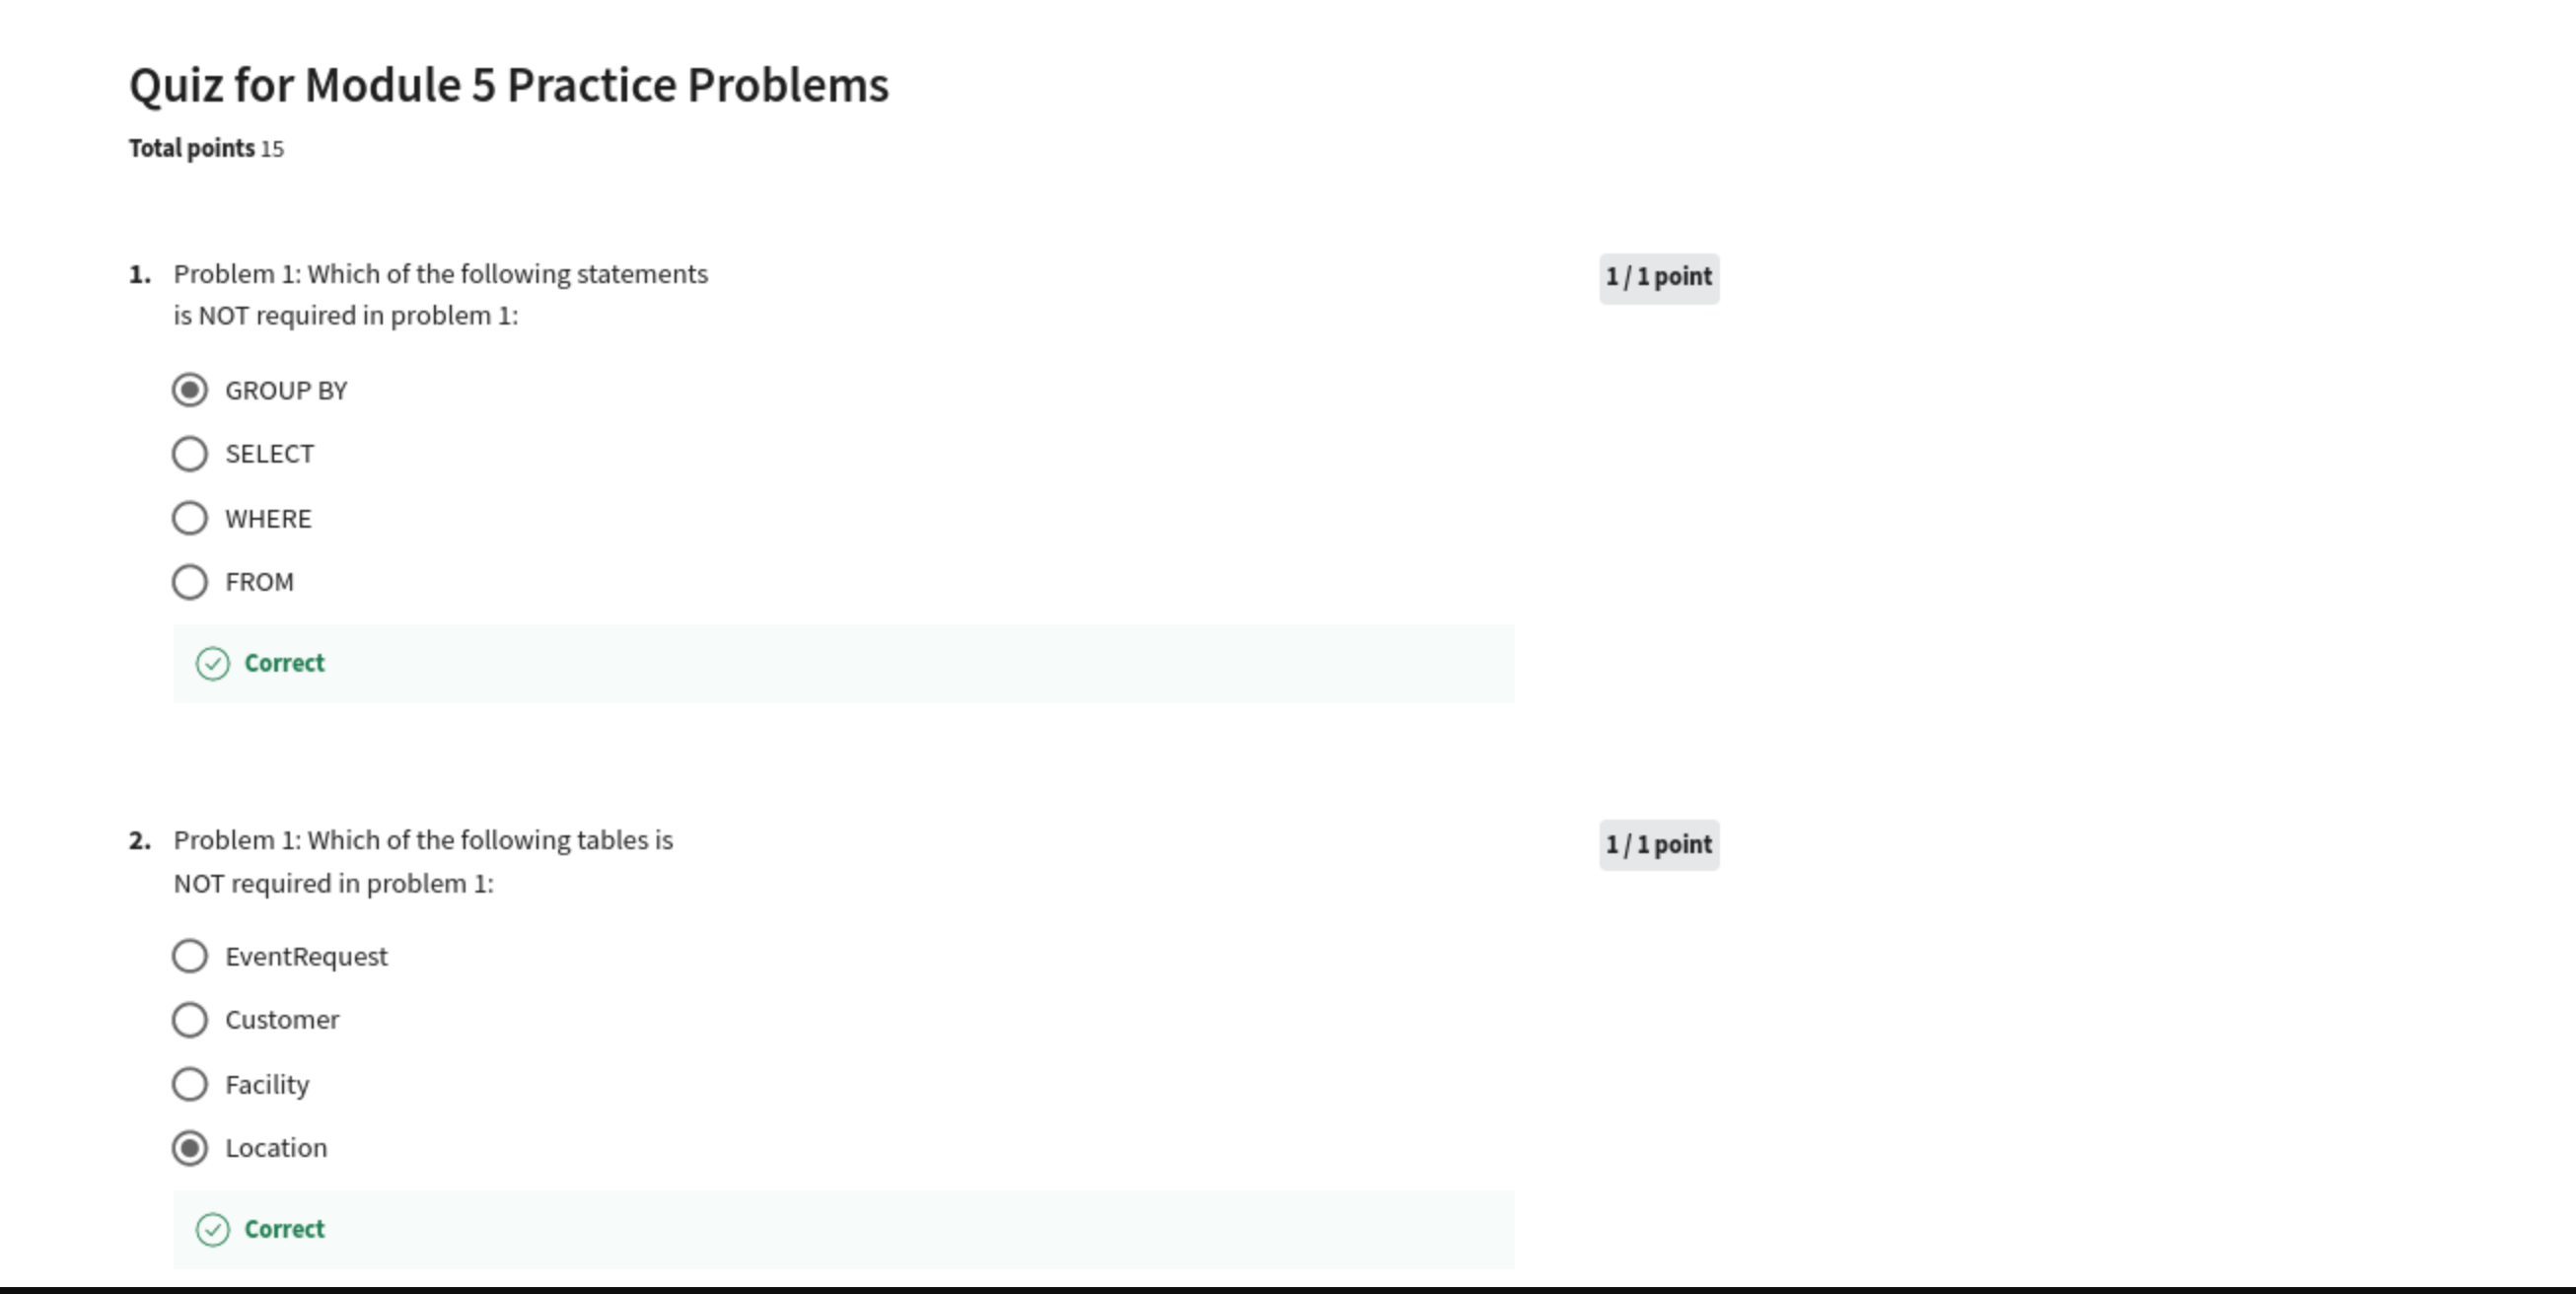 Quiz for Module 5 Practice Problems
Total points 15
1. Problem 1: Which of the following statements
is NOT required in problem 1:
1 / 1 point
GROUP BY
SELECT
WHERE
FROM
Correct
2. Problem 1: Which of the following tables is
NOT required in problem 1:
1 / 1 point
EventRequest
Customer
Facility
Location
Correct